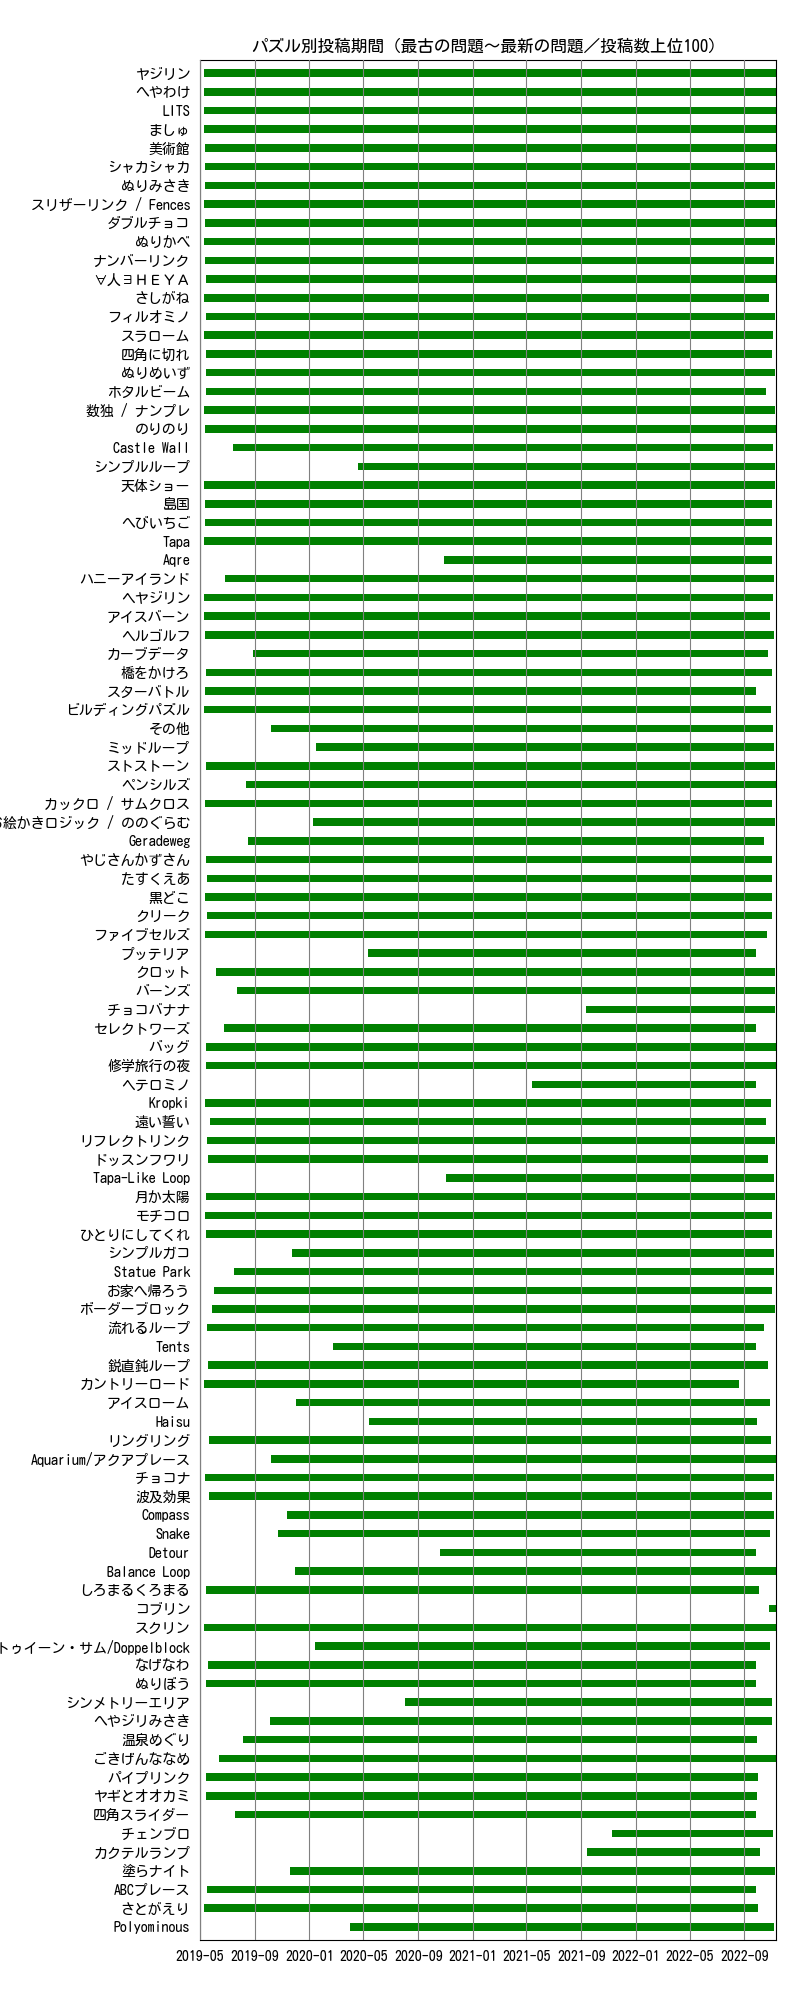 パズル別投稿期間（最古の問題～最新の問題／投稿数上位100）
ヤジリン
へやわけ
LITS
ましゅ
美術館
シャカシャカ
ぬりみさき
スリザーリンク / Fences
ダブルチョコ
ぬりかべ
ナンバーリンク
∀人∃ＨＥＹＡ
さしがね
フィルオミノ
スラローム
四角に切れ
ぬりめいず
ホタルビーム
数独 / ナンプレ
のりのり
Castle Wall
シンプルループ
天体ショー
島国
へびいちご
Tapa
Aqre
ハニーアイランド
ヘヤジリン
アイスバーン
ヘルゴルフ
カーブデータ
橋をかけろ
スターバトル
ビルディングパズル
その他
ミッドループ
ストストーン
ペンシルズ
カックロ / サムクロス
絵かきロジック / ののぐらむ
Geradeweg
やじさんかずさん
たすくえあ
黒どこ
クリーク
ファイブセルズ
プッテリア
クロット
バーンズ
チョコバナナ
セレクトワーズ
バッグ
修学旅行の夜
ヘテロミノ
Kropki
遠い誓い
リフレクトリンク
ドッスンフワリ
Tapa-Like Loop
月か太陽
モチコロ
ひとりにしてくれ
シンプルガコ
Statue Park
お家へ帰ろう
ボーダーブロック
流れるループ
Tents
鋭直鈍ループ
カントリーロード
アイスローム
Haisu
リングリング
Aquarium/アクアプレース
チョコナ
波及効果
Compass
Snake
Detour
Balance Loop
しろまるくろまる
コブリン
スクリン
トゥイーン・サム/Doppelblock
なげなわ
ぬりぼう
シンメトリーエリア
へやジリみさき
温泉めぐり
ごきげんななめ
パイプリンク
ヤギとオオカミ
四角スライダー
チェンブロ
カクテルランプ
塗らナイト
ABCプレース
さとがえり
Polyominous
2019-05 2019-09 2020-01 2020-05 2020-09 2021-01 2021-05 2021-09 2022-01 2022-05 2022-09